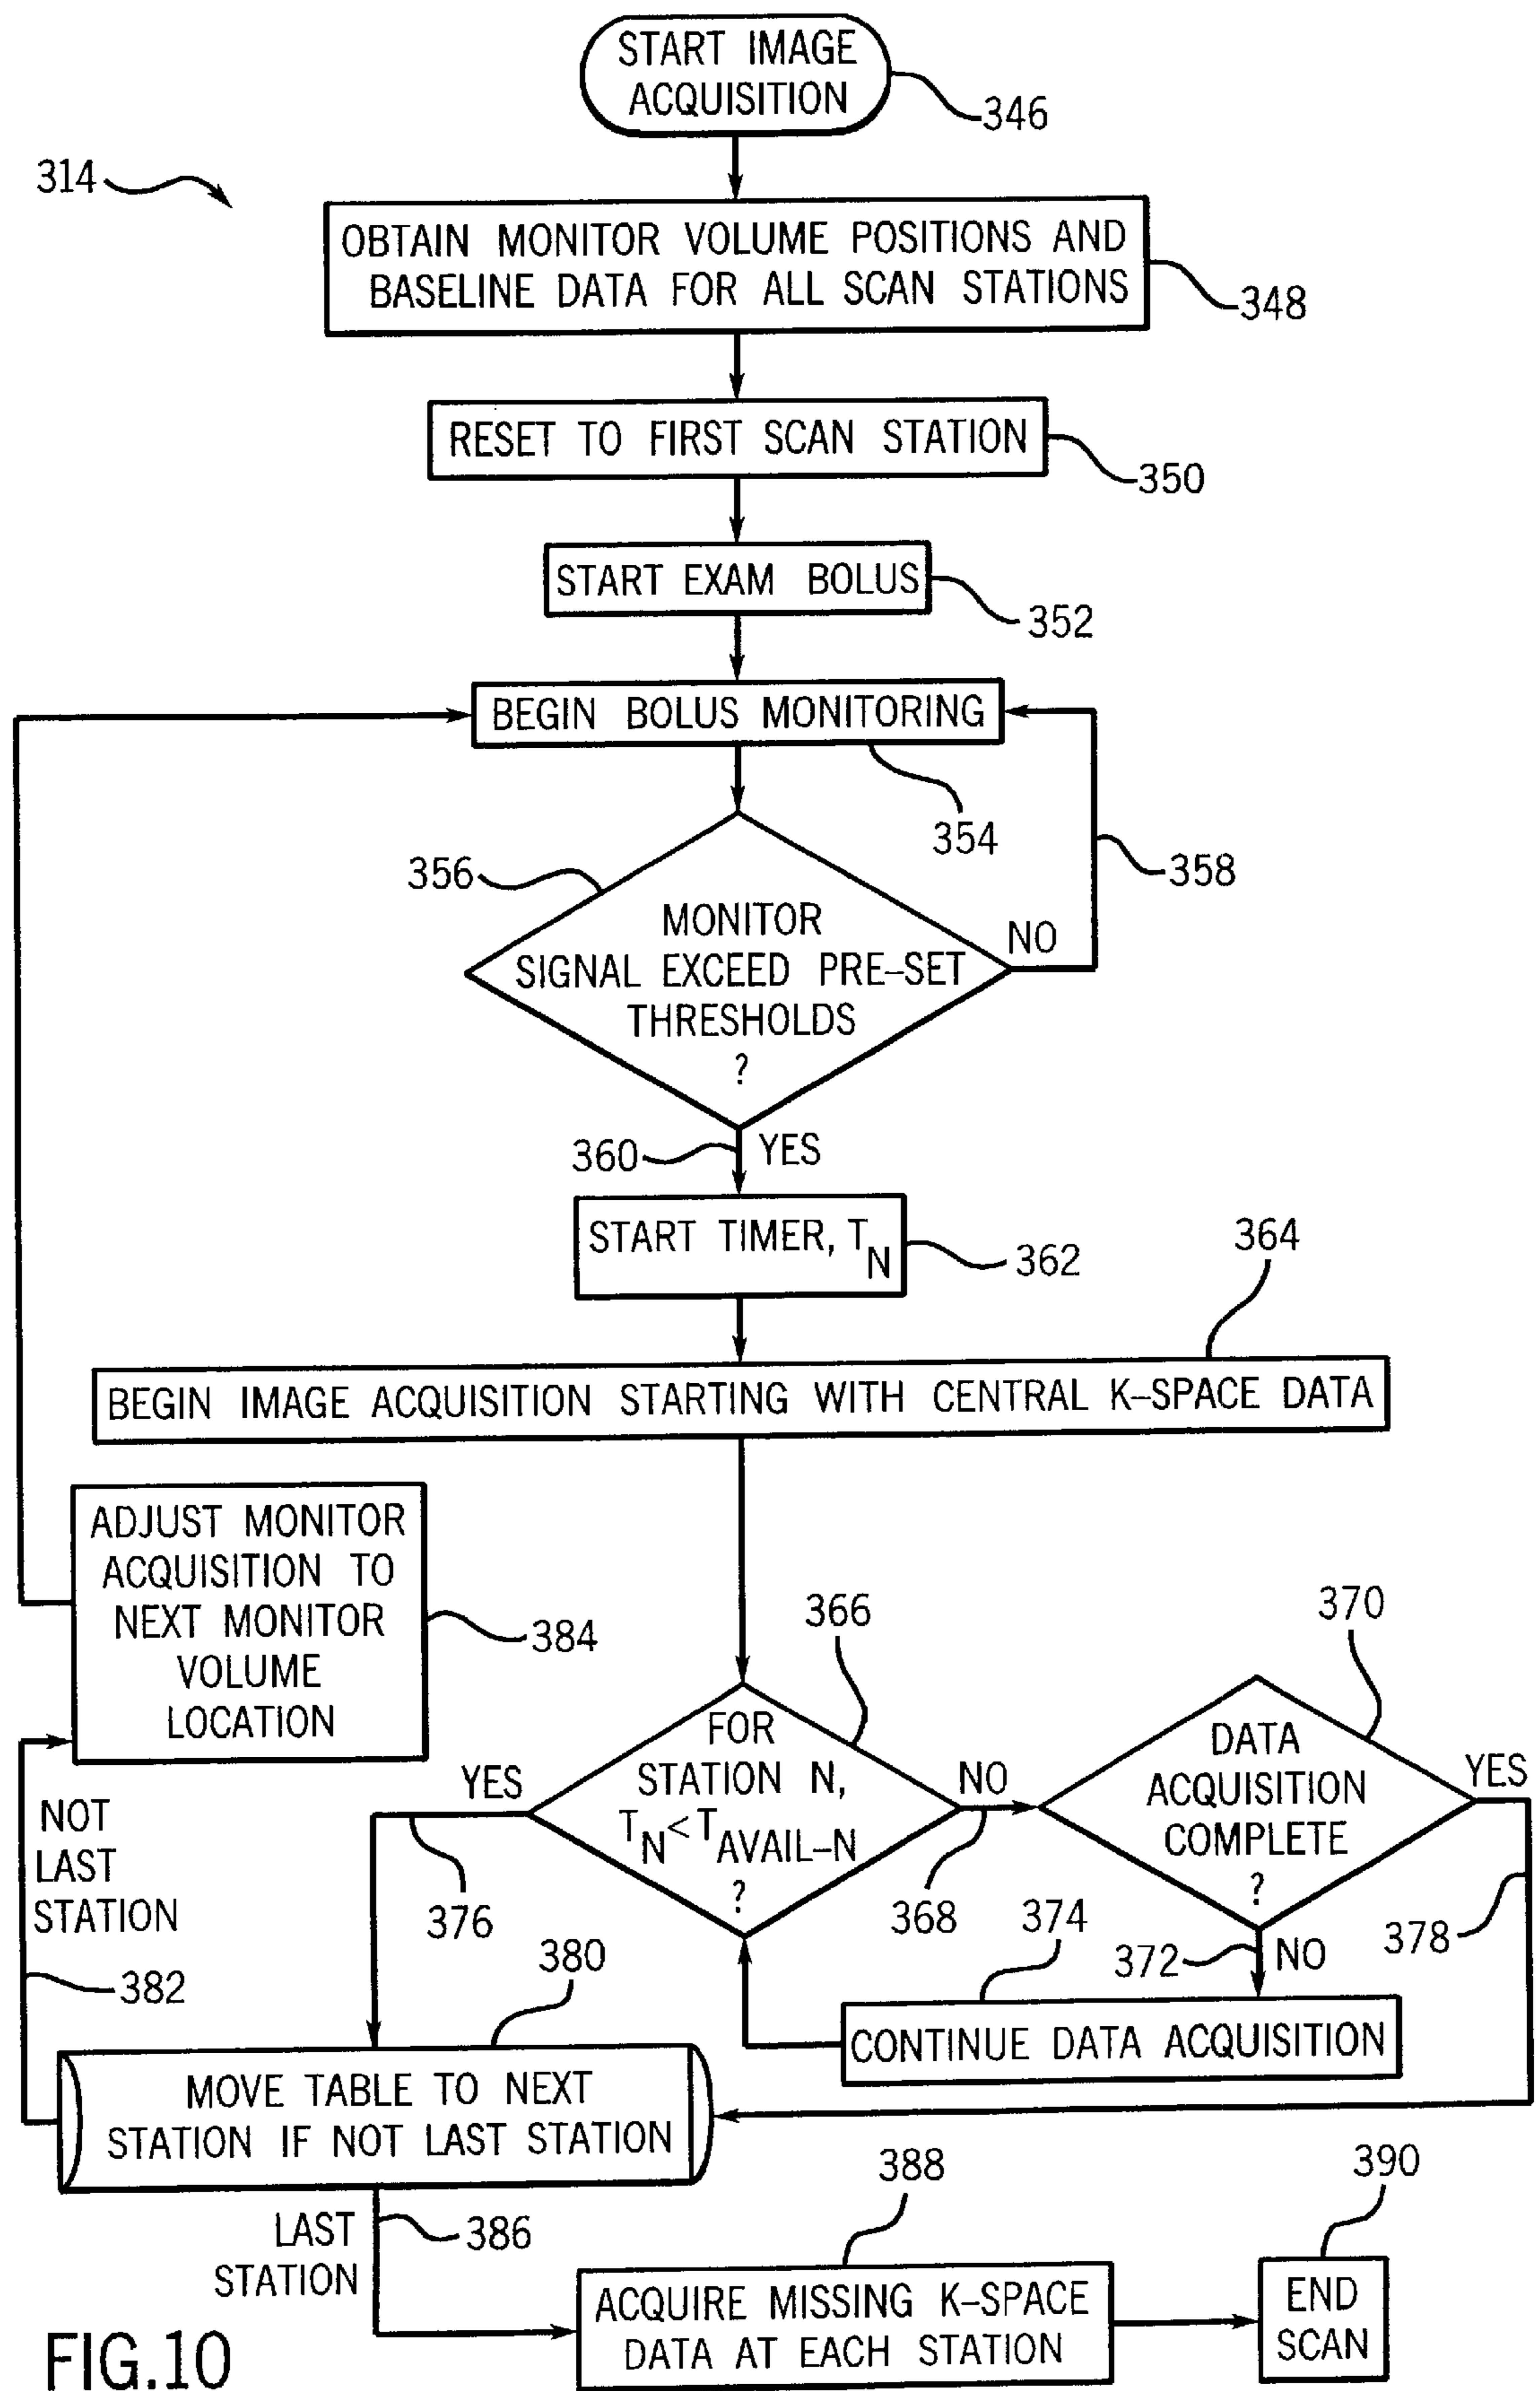 START IMAGE
ACQUISITION
346
314
OBTAIN MONITOR VOLUME POSITIONS AND
BASELINE DATA FOR ALL SCAN STATIONS
348
RESET TO FIRST SCAN STATION
350
START EXAM BOLUS
352
BEGIN BOLUS MONITORING
354
356
358
MONITOR
SIGNAL EXCEED PRE-SET
THRESHOLDS
?
NO
360
YES
START TIMER, TN
362
364
BEGIN IMAGE ACQUISITION STARTING WITH CENTRAL K-SPACE DATA
ADJUST MONITOR
ACQUISITION TO
NEXT MONITOR
VOLUME
LOCATION
384
366
370
FOR
STATION N,
TN<TAVAIL-N
?
YES
NO
DATA
ACQUISITION
COMPLETE
?
YES
NOT
LAST
STATION
376
368
374
372
NO
378
382
380
CONTINUE DATA ACQUISITION
MOVE TABLE TO NEXT
STATION IF NOT LAST STATION
LAST
STATION
386
388
390
ACQUIRE MISSING K-SPACE
DATA AT EACH STATION
END
SCAN
FIG.10